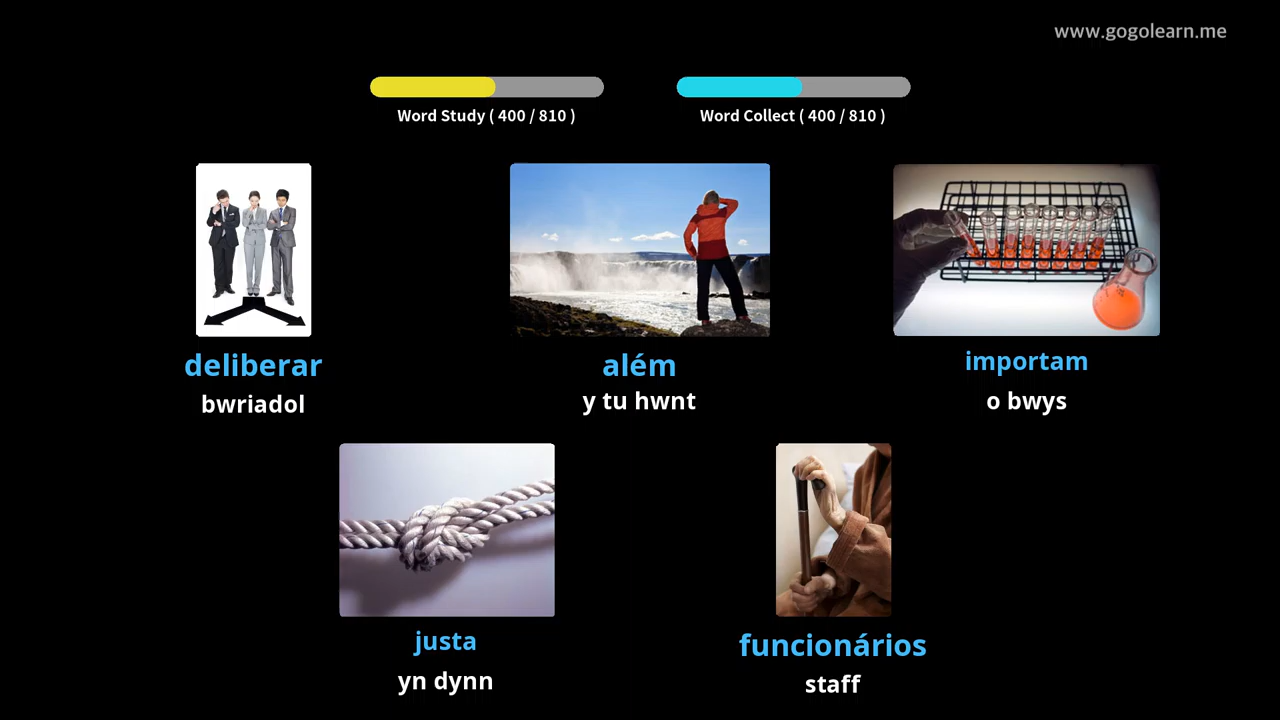 www.gogolearn.me
Word Study ( 400 / 810 )
Word Collect ( 400 / 810 )
deliberar
bwriadol
além
y tu hwnt
importam
o bwys
justa
yn dynn
funcionários
staff